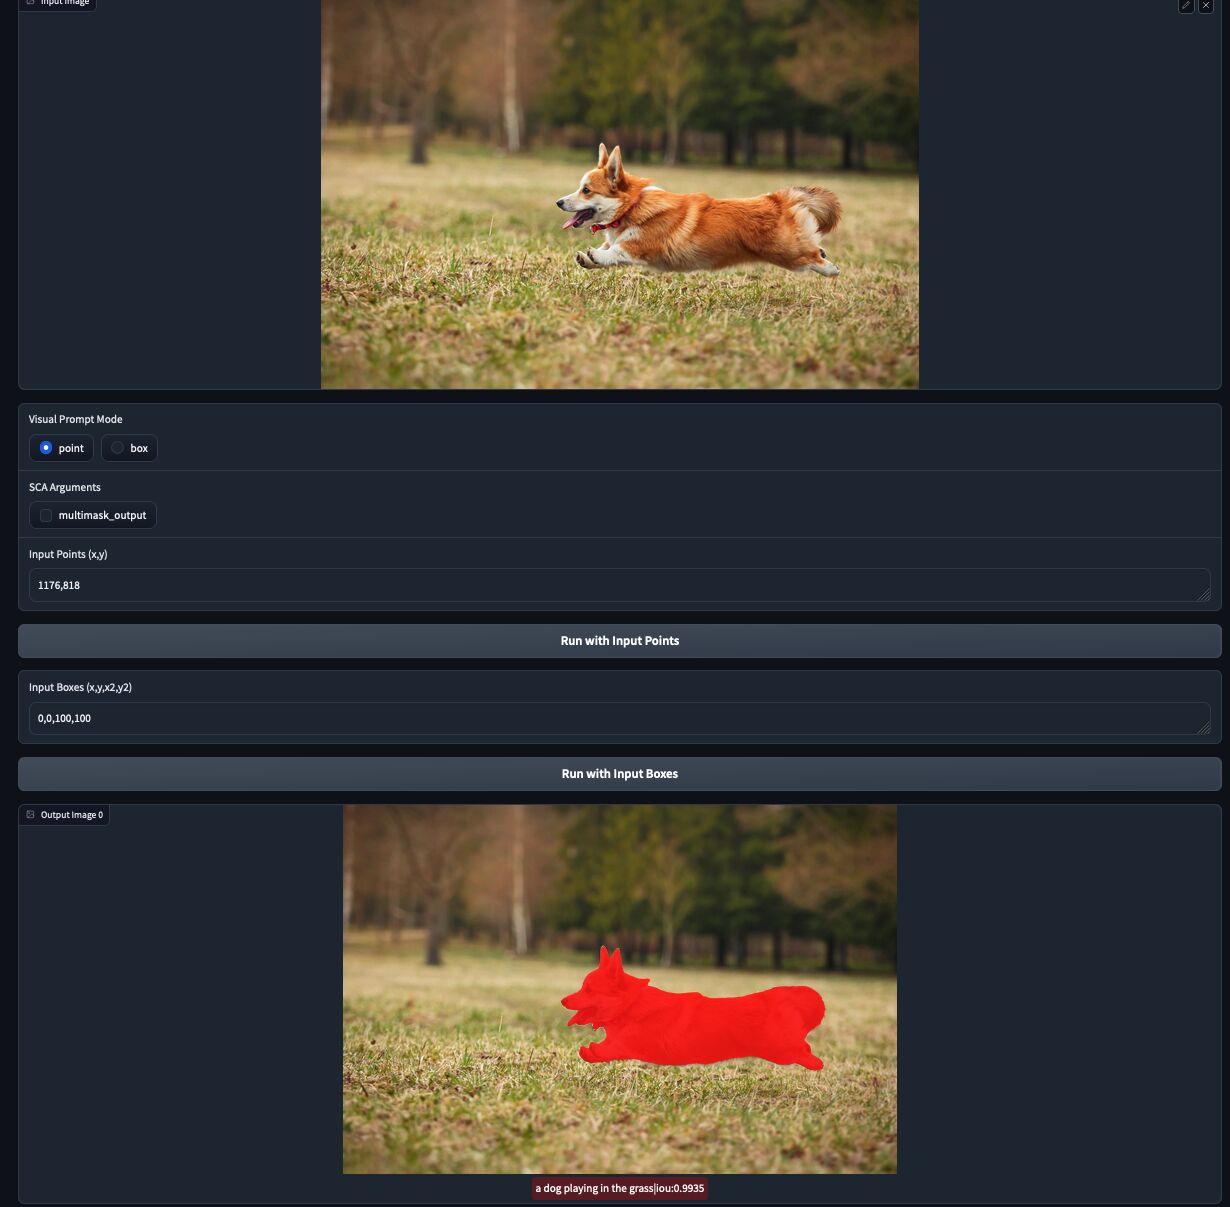 Input Image
Visual Prompt Mode
point
box
SCA Arguments
multimask_output
Input Points (x,y)
1176,818
Run with Input Points
Input Boxes (x,y,x2,y2)
0,0,100,100
Run with Input Boxes
Output Image 0
a dog playing in the grass|iou:0.9935